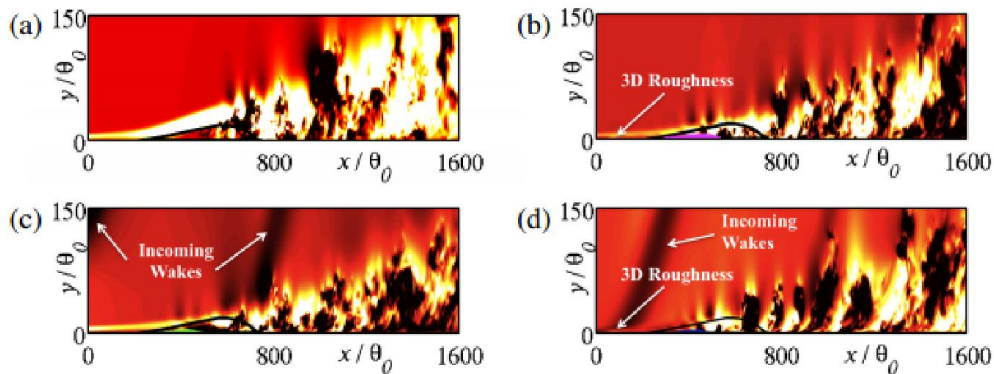 (a)
150
y/θ0
0
0
800
1600
x/θ0
(b)
150
y/θ0
3D Roughness
0
0
800
1600
x/θ0
(c)
150
y/θ0
Incoming
Wakes
0
0
800
1600
x/θ0
(d)
150
y/θ0
Incoming
Wakes
3D Roughness
0
0
800
1600
x/θ0